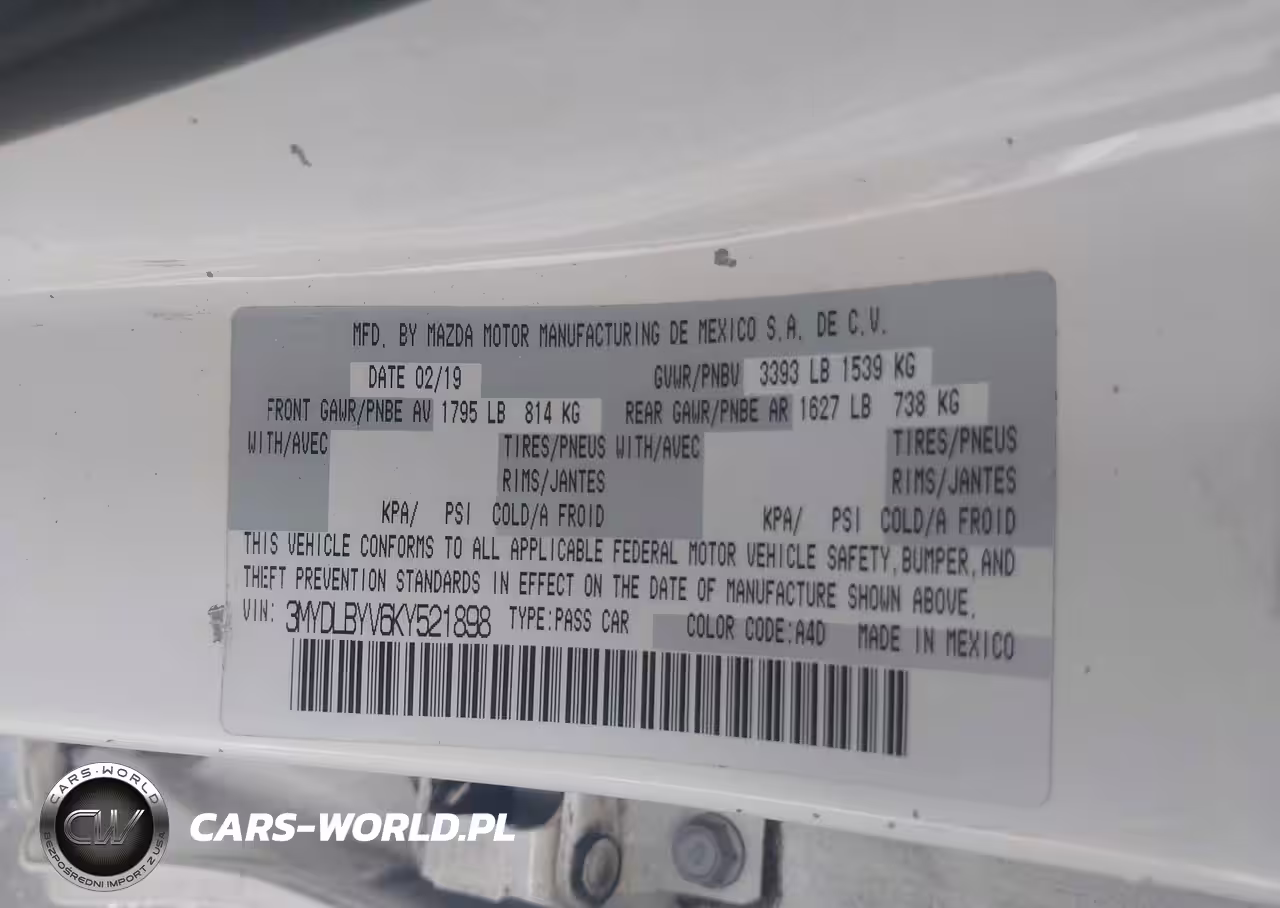 MFD. BY MAZDA MOTOR MANUFACTURING DE MEXICO S.A. DE C.V.
DATE 02/19 GVWR/PNBV 3393 LB 1539 KG
FRONT GAWR/PNBE AV 1795 LB 814 KG REAR GAWR/PNBE AR 1627 LB 738 KG
WITH/AVEC TIRES/PNEUS WITH/AVEC TIRES/PNEUS
RIMS/JANTES RIMS/JANTES
KPA/ PSI COLD/A FROID KPA/ PSI COLD/A FROID
THIS VEHICLE CONFORMS TO ALL APPLICABLE FEDERAL MOTOR VEHICLE SAFETY, BUMPER, AND
THEFT PREVENTION STANDARDS IN EFFECT ON THE DATE OF MANUFACTURE SHOWN ABOVE.
VIN: 3MYDLBYV6KY521898 TYPE:PASS CAR COLOR CODE:A4D MADE IN MEXICO
CARS-WORLD
CW
BEZPOŚREDNI IMPORT Z USA
CARS-WORLD.PL